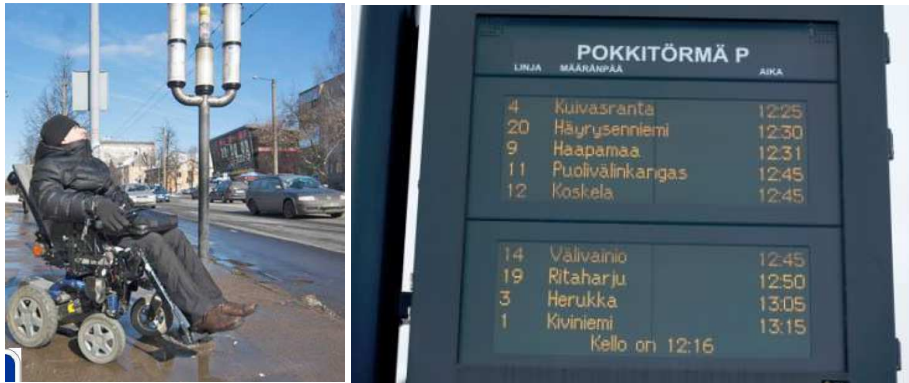 POKKITÖRMÄ P
LINJA MÄÄRÄNPÄÄ AIKA
4 Kuivasranta 12:25
20 Häyrysenniemi 12:30
9 Haapamaa 12:31
11 Puolivälinkangas 12:45
12 Koskela 12:45
14 Välivainio 12:45
19 Ritaharju 12:50
3 Herukka 13:05
1 Kiviniemi 13:15
Kello on 12:16